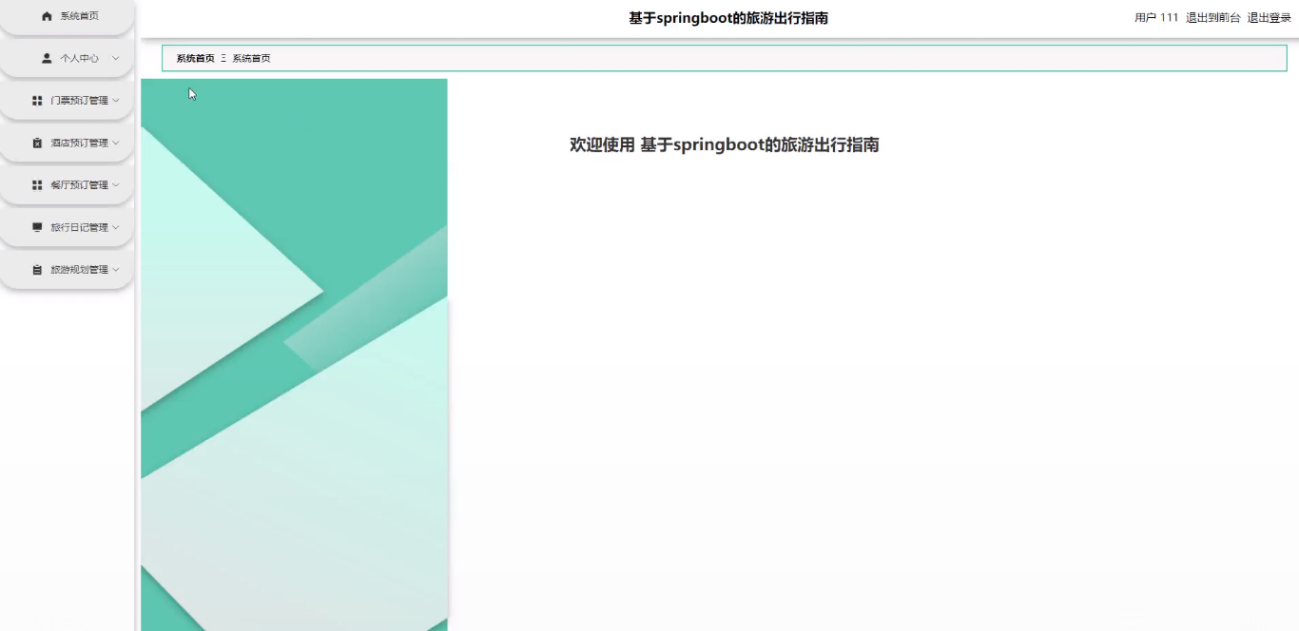 系统首页
个人中心
门票预订管理
酒店预订管理
餐厅预订管理
旅行日记管理
旅游规划管理
基于springboot的旅游出行指南
用户 111 退出到前台 退出登录
系统首页 Ξ 系统首页
欢迎使用 基于springboot的旅游出行指南